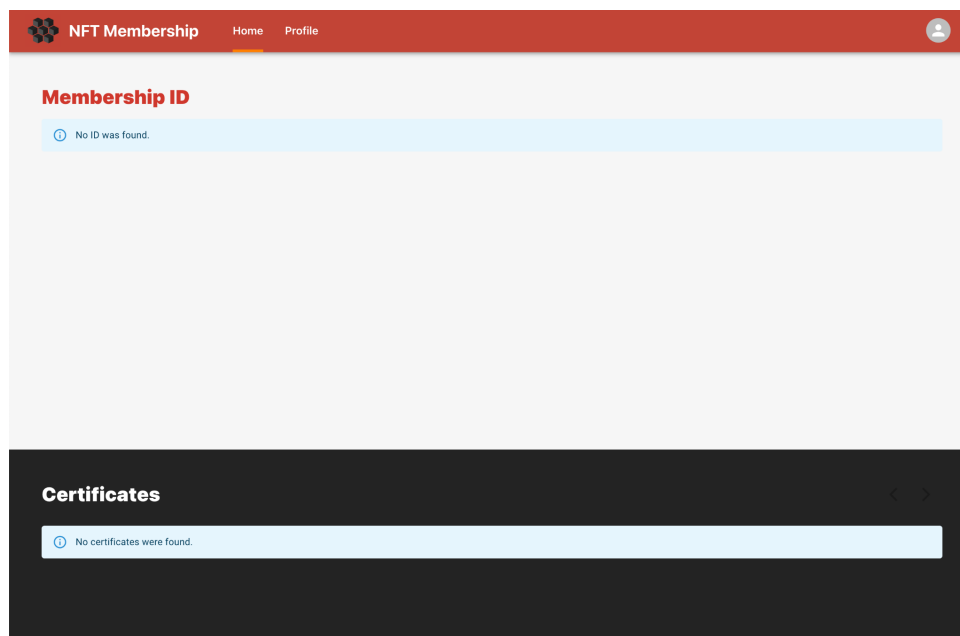 NFT Membership
Home
Profile
Membership ID
No ID was found.
Certificates
No certificates were found.